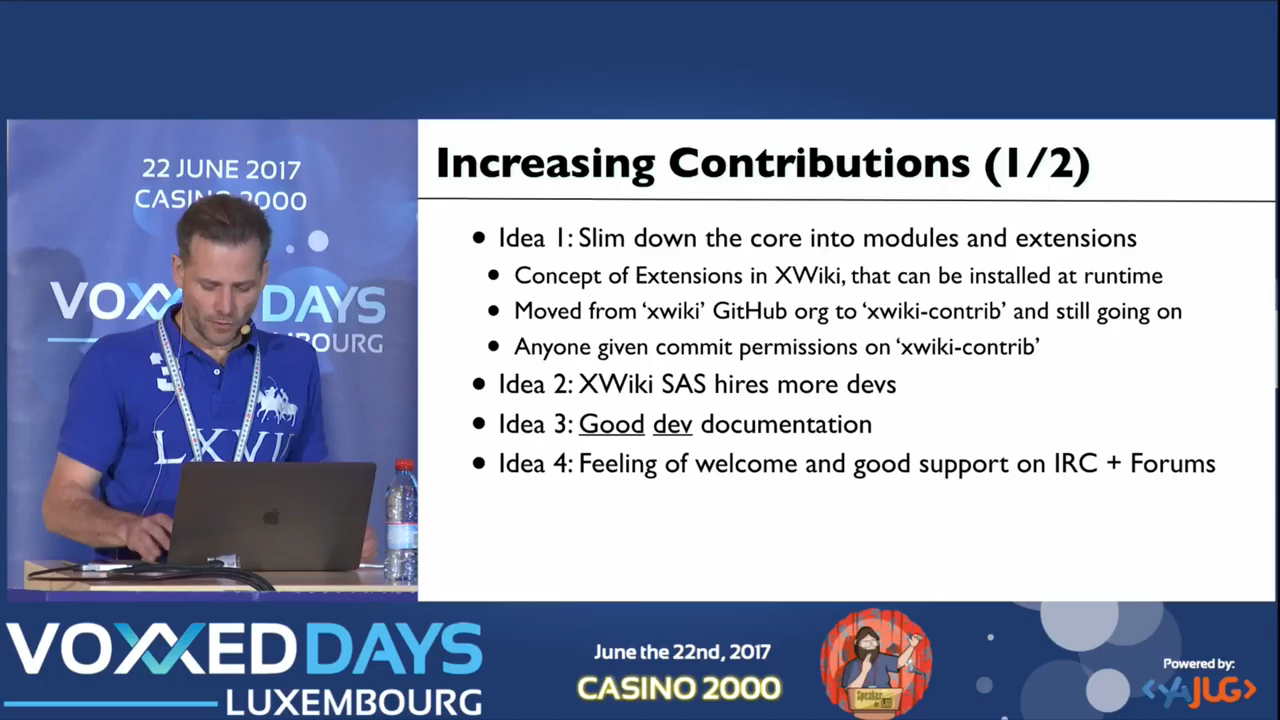 22 JUNE 2017
CASINO 2000
VOXXED DAYS
LUXEMBOURG
3
LXVU
Increasing Contributions (1/2)
• Idea 1: Slim down the core into modules and extensions
• Concept of Extensions in XWiki, that can be installed at runtime
• Moved from ‘xwiki’ GitHub org to ‘xwiki-contrib’ and still going on
• Anyone given commit permissions on ‘xwiki-contrib’
• Idea 2: XWiki SAS hires more devs
• Idea 3: Good dev documentation
• Idea 4: Feeling of welcome and good support on IRC + Forums
VOXXED DAYS
LUXEMBOURG
June the 22nd, 2017
CASINO 2000
Speaker
Powered by:
YAJUG